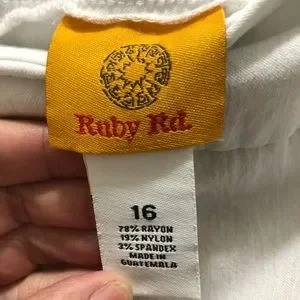 Ruby Rd.
16
78% RAYON
19% NYLON
3% SPANDEX
MADE IN
GUATEMALA